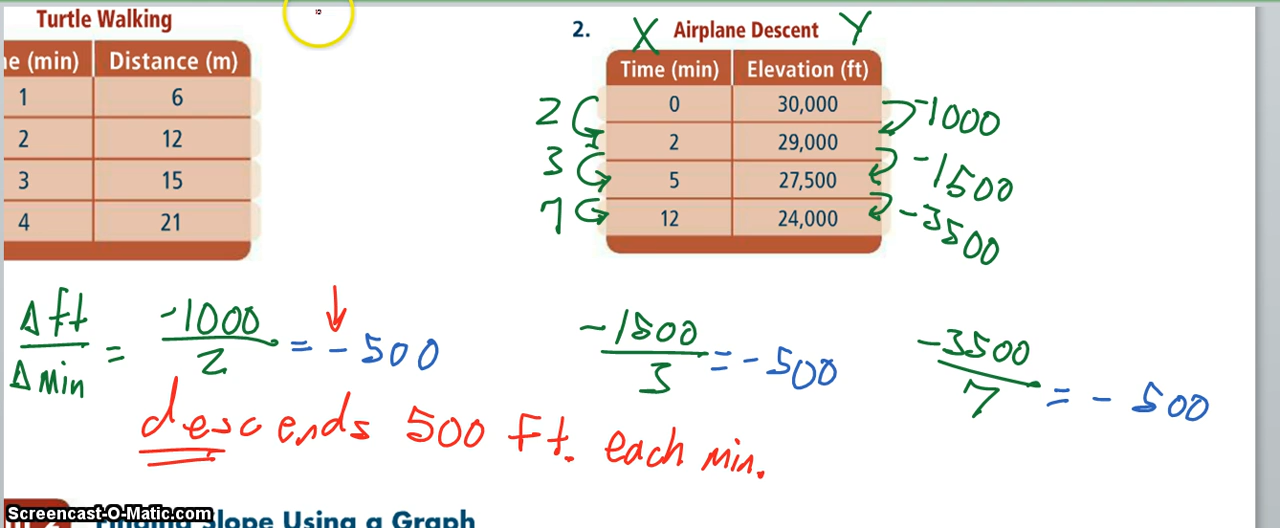 Turtle Walking
e (min) Distance (m)
1 6
2 12
3 15
4 21
2. X Airplane Descent Y
Time (min) Elevation (ft)
0 30,000
2 29,000
5 27,500
12 24,000
2
3
7
-1000
-1500
-3500
Δ ft
Δ min
= -1000 / 2 = -500
-1500 / 3 = -500
-3500 / 7 = -500
descends 500 Ft. each min.
Slope Using a Graph
Screencast-O-Matic.com